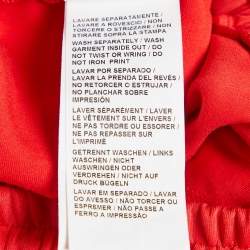 LAVARE SEPARATAMENTE /
LAVARE A ROVESCIO / NON
TORCERE O STRIZZARE / NON
STIRARE SOPRA LA STAMPA
WASH SEPARATELY / WASH
GARMENT INSIDE OUT / DO
NOT TWIST OR WRING / DO
NOT IRON PRINT
LAVAR POR SEPARADO /
LAVAR LA PRENDA DEL REVÉS /
NO RETORCER O ESTRUJAR /
NO PLANCHAR SOBRE
IMPRESIÓN
LAVER SÉPARÉMENT / LAVER
LE VÊTEMENT SUR L'ENVERS /
NE PAS TORDRE OU ESSORER /
NE PAS REPASSER SUR
L'IMPRIMÉ
GETRENNT WASCHEN / LINKS
WASCHEN / NICHT
AUSWRINGEN ODER
VERDREHEN / NICHT AUF
DRUCK BÜGELN
LAVAR EM SEPARADO / LAVAR
DO AVESSO / NÃO TORCER OU
ESPREMER / NÃO PASSE A
FERRO A IMPRESSÃO